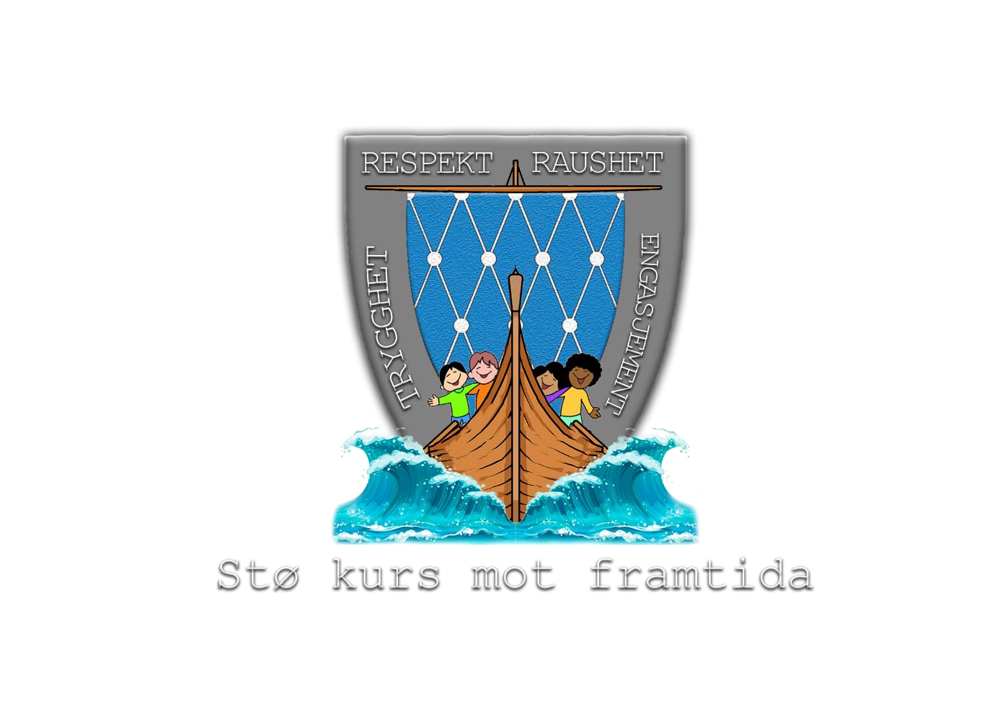 RESPEKT RAUSHET
TRYGGHET
ENGASJEMENT
Stø kurs mot framtida